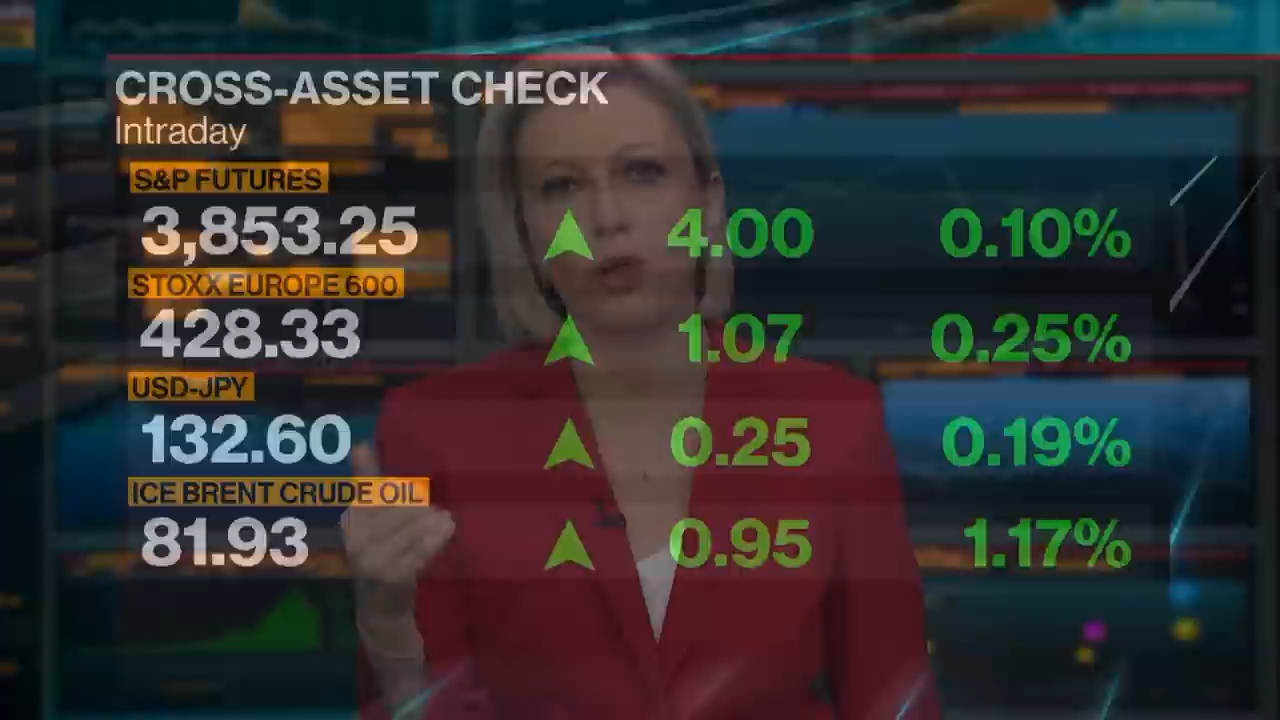 CROSS-ASSET CHECK
Intraday
S&P FUTURES
3,853.25 4.00 0.10%
STOXX EUROPE 600
428.33 1.07 0.25%
USD-JPY
132.60 0.25 0.19%
ICE BRENT CRUDE OIL
81.93 0.95 1.17%